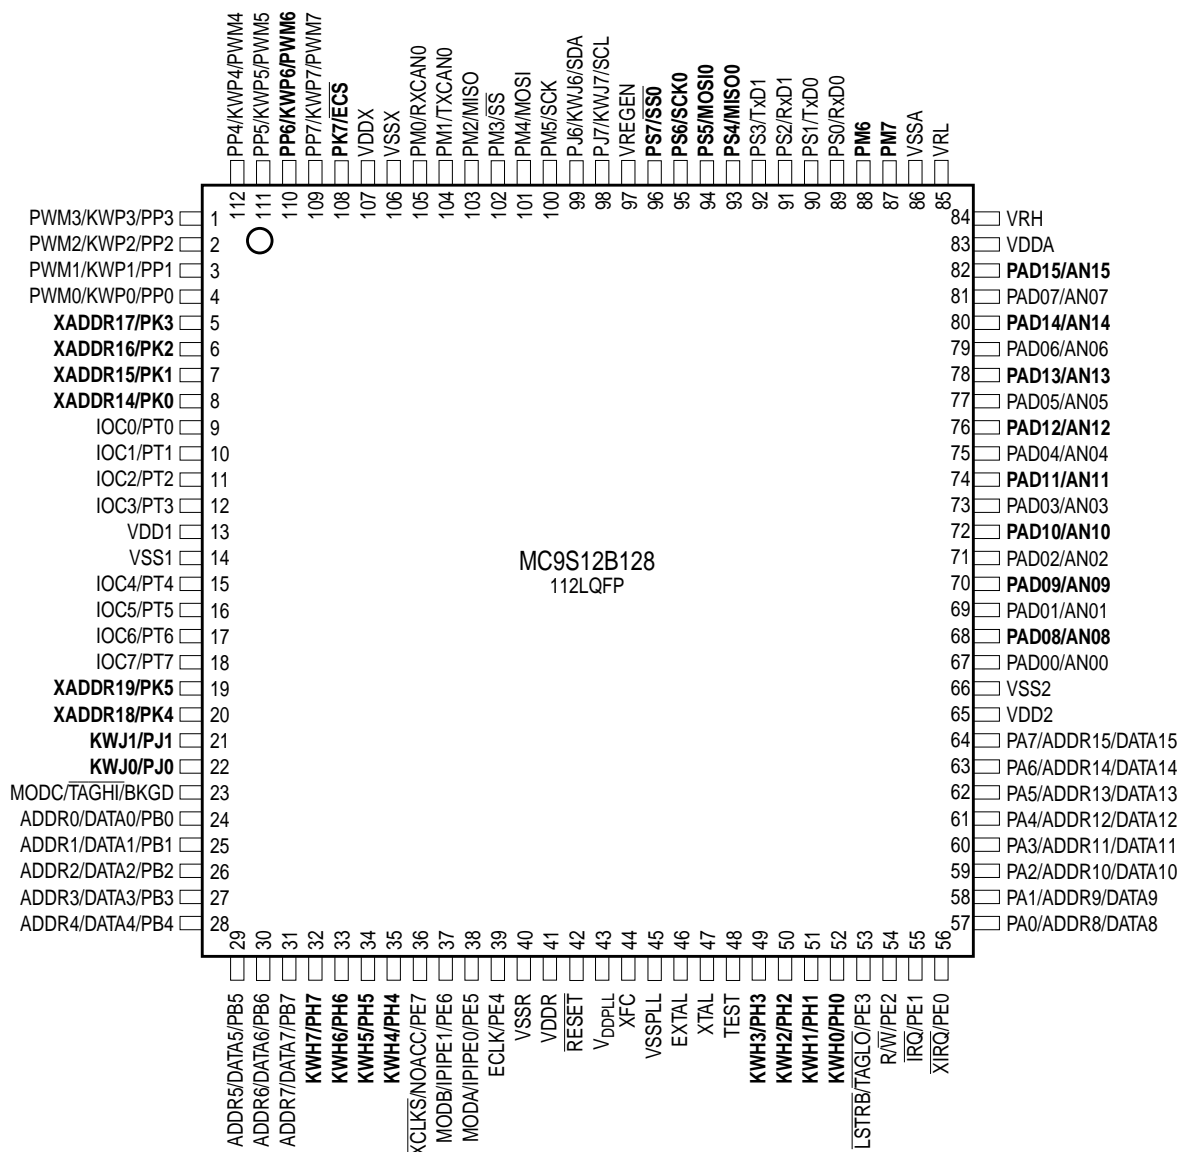 PP4/KWP4/PWM4
PP5/KWP5/PWM5
PP6/KWP6/PWM6
PP7/KWP7/PWM7
PK7/ECS
VDDX
VSSX
PM0/RXCAN0
PM1/TXCAN0
PM2/MISO
PM3/SS
PM4/MOSI
PM5/SCK
PJ6/KWJ6/SDA
PJ7/KWJ7/SCL
VREGEN
PS7/SS0
PS6/SCK0
PS5/MOSI0
PS4/MISO0
PS3/TxD1
PS2/RxD1
PS1/TxD0
PS0/RxD0
PM6
PM7
VSSA
VRL
112
111
110
109
108
107
106
105
104
103
102
101
100
99
98
97
96
95
94
93
92
91
90
89
88
87
86
85
PWM3/KWP3/PP3 1
PWM2/KWP2/PP2 2
PWM1/KWP1/PP1 3
PWM0/KWP0/PP0 4
XADDR17/PK3 5
XADDR16/PK2 6
XADDR15/PK1 7
XADDR14/PK0 8
IOC0/PT0 9
IOC1/PT1 10
IOC2/PT2 11
IOC3/PT3 12
VDD1 13
VSS1 14
IOC4/PT4 15
IOC5/PT5 16
IOC6/PT6 17
IOC7/PT7 18
XADDR19/PK5 19
XADDR18/PK4 20
KWJ1/PJ1 21
KWJ0/PJ0 22
MODC/TAGHI/BKGD 23
ADDR0/DATA0/PB0 24
ADDR1/DATA1/PB1 25
ADDR2/DATA2/PB2 26
ADDR3/DATA3/PB3 27
ADDR4/DATA4/PB4 28
MC9S12B128
112LQFP
84 VRH
83 VDDA
82 PAD15/AN15
81 PAD07/AN07
80 PAD14/AN14
79 PAD06/AN06
78 PAD13/AN13
77 PAD05/AN05
76 PAD12/AN12
75 PAD04/AN04
74 PAD11/AN11
73 PAD03/AN03
72 PAD10/AN10
71 PAD02/AN02
70 PAD09/AN09
69 PAD01/AN01
68 PAD08/AN08
67 PAD00/AN00
66 VSS2
65 VDD2
64 PA7/ADDR15/DATA15
63 PA6/ADDR14/DATA14
62 PA5/ADDR13/DATA13
61 PA4/ADDR12/DATA12
60 PA3/ADDR11/DATA11
59 PA2/ADDR10/DATA10
58 PA1/ADDR9/DATA9
57 PA0/ADDR8/DATA8
29
30
31
32
33
34
35
36
37
38
39
40
41
42
43
44
45
46
47
48
49
50
51
52
53
54
55
56
ADDR5/DATA5/PB5
ADDR6/DATA6/PB6
ADDR7/DATA7/PB7
KWH7/PH7
KWH6/PH6
KWH5/PH5
KWH4/PH4
XCLKS/NOACC/PE7
MODB/IPIPE1/PE6
MODA/IPIPE0/PE5
ECLK/PE4
VSSR
VDDR
RESET
VDDPLL
XFC
VSSPLL
EXTAL
XTAL
TEST
KWH3/PH3
KWH2/PH2
KWH1/PH1
KWH0/PH0
LSTRB/TAGLO/PE3
R/W/PE2
IRQ/PE1
XIRQ/PE0